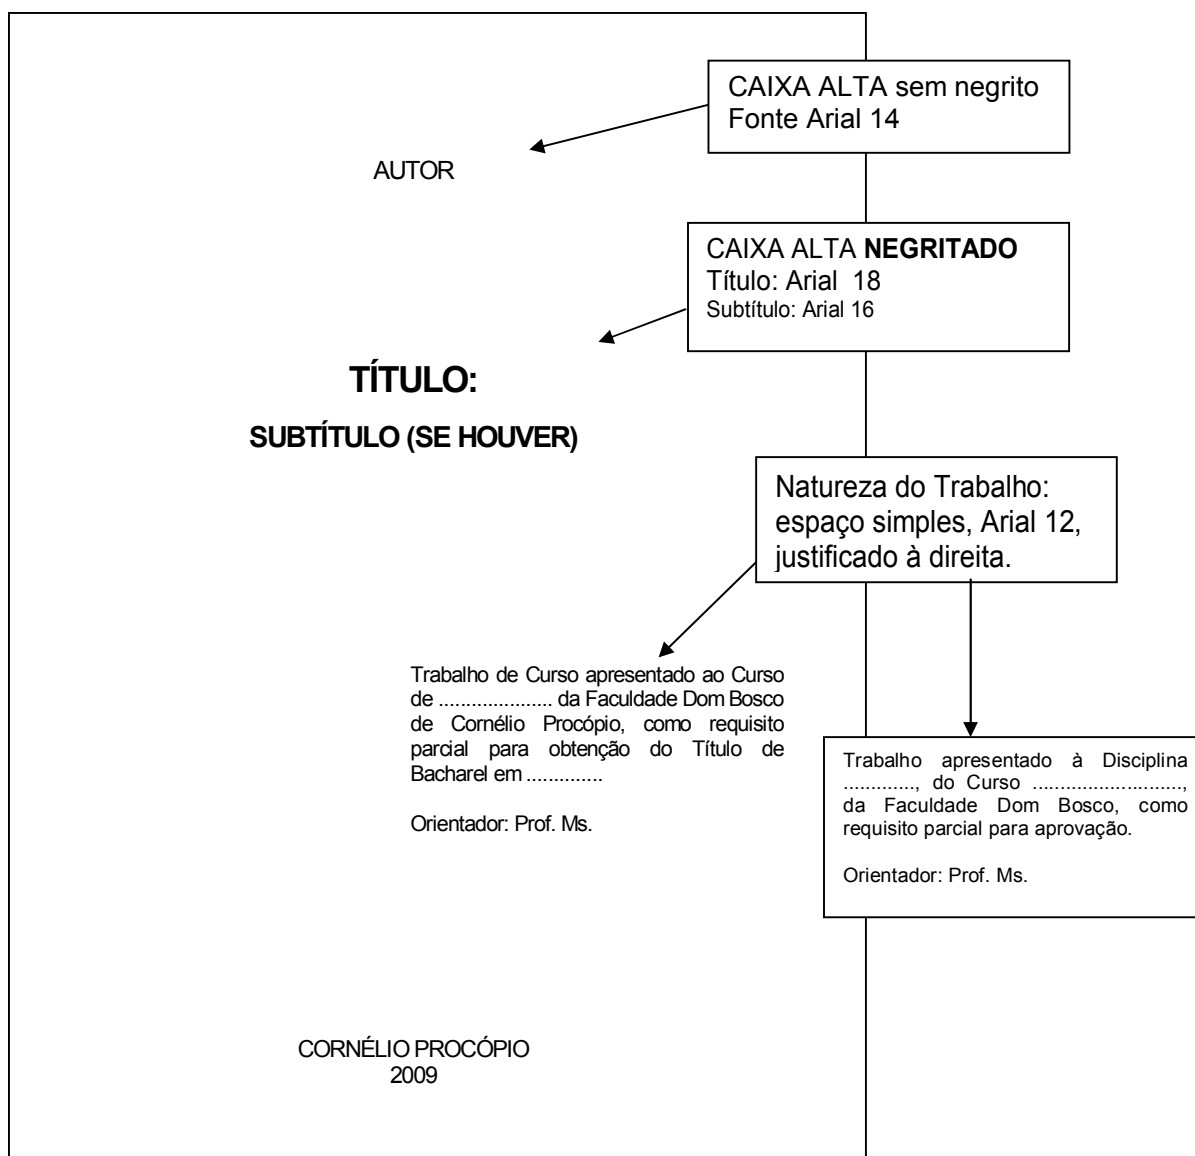 CAIXA ALTA sem negrito
Fonte Arial 14
AUTOR
CAIXA ALTA NEGRITADO
Título: Arial  18
Subtítulo: Arial 16
TÍTULO:
SUBTÍTULO (SE HOUVER)
Natureza do Trabalho:
espaço simples, Arial 12,
justificado à direita.
Trabalho de Curso apresentado ao Curso
de ..................... da Faculdade Dom Bosco
de Cornélio Procópio, como requisito
parcial para obtenção do Título de
Bacharel em ..............
Orientador: Prof. Ms.
Trabalho apresentado à Disciplina
............., do Curso ...........................,
da Faculdade Dom Bosco, como
requisito parcial para aprovação.
Orientador: Prof. Ms.
CORNÉLIO PROCÓPIO
2009